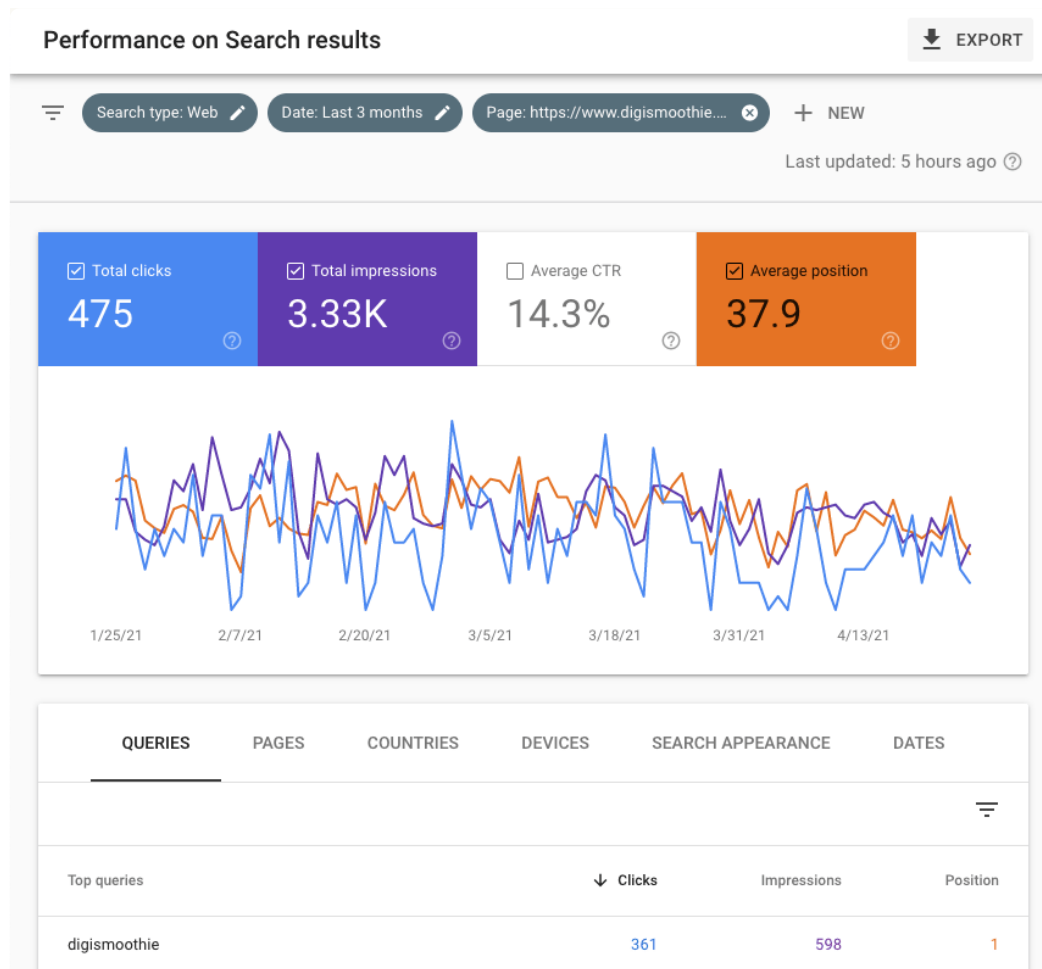 Performance on Search results
EXPORT
Search type: Web
Date: Last 3 months
Page: https://www.digismoothie....
NEW
Last updated: 5 hours ago
Total clicks
475
Total impressions
3.33K
Average CTR
14.3%
Average position
37.9
1/25/21 2/7/21 2/20/21 3/5/21 3/18/21 3/31/21 4/13/21
QUERIES PAGES COUNTRIES DEVICES SEARCH APPEARANCE DATES
Top queries Clicks Impressions Position
digismoothie 361 598 1